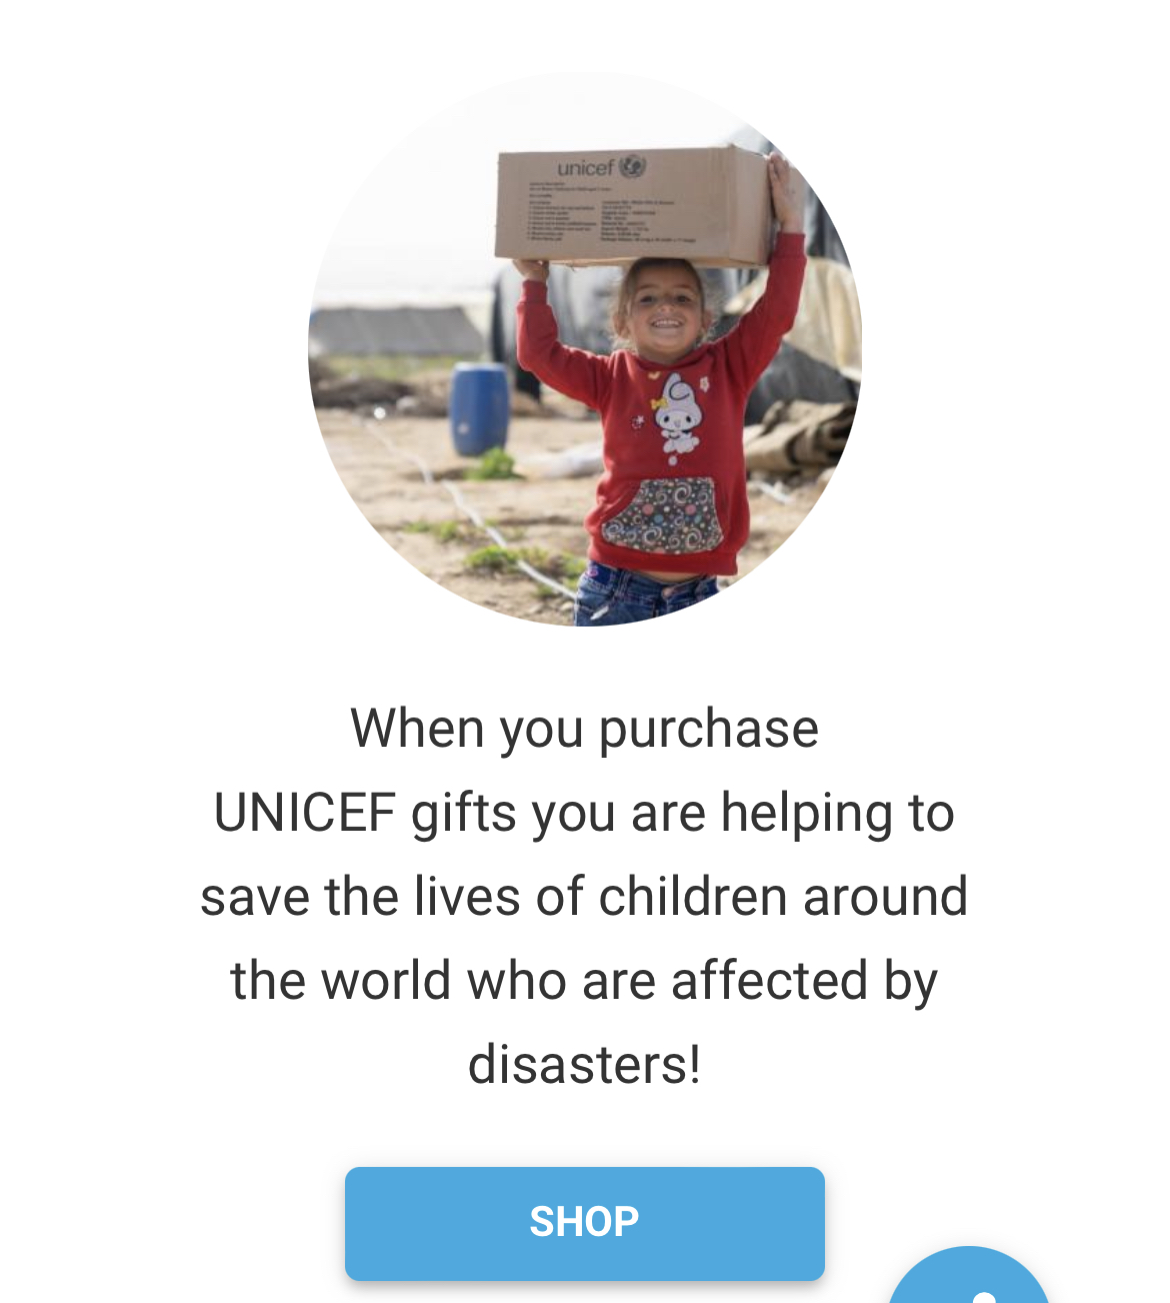 unicef
When you purchase
UNICEF gifts you are helping to
save the lives of children around
the world who are affected by
disasters!
SHOP